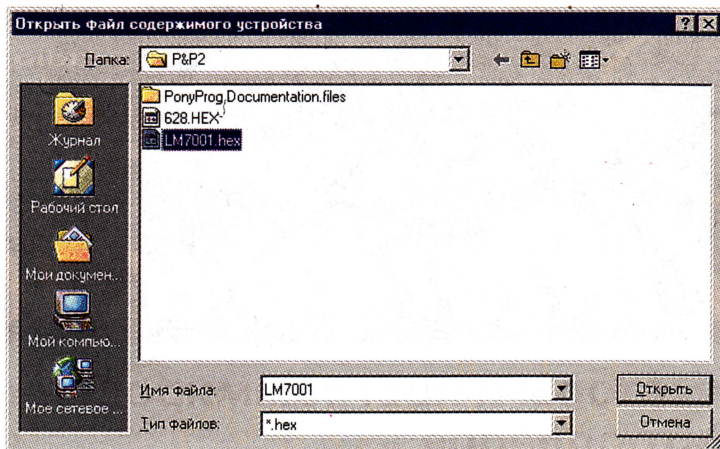 Открыть файл содержимого устройства
Папка: P&P2
PonyProg Documentation.files
628.HEX
LM7001.hex
Журнал
Рабочий стол
Мои докумен...
Мой компью...
Мое сетевое ...
Имя файла: LM7001 Открыть
Тип файлов: *.hex Отмена